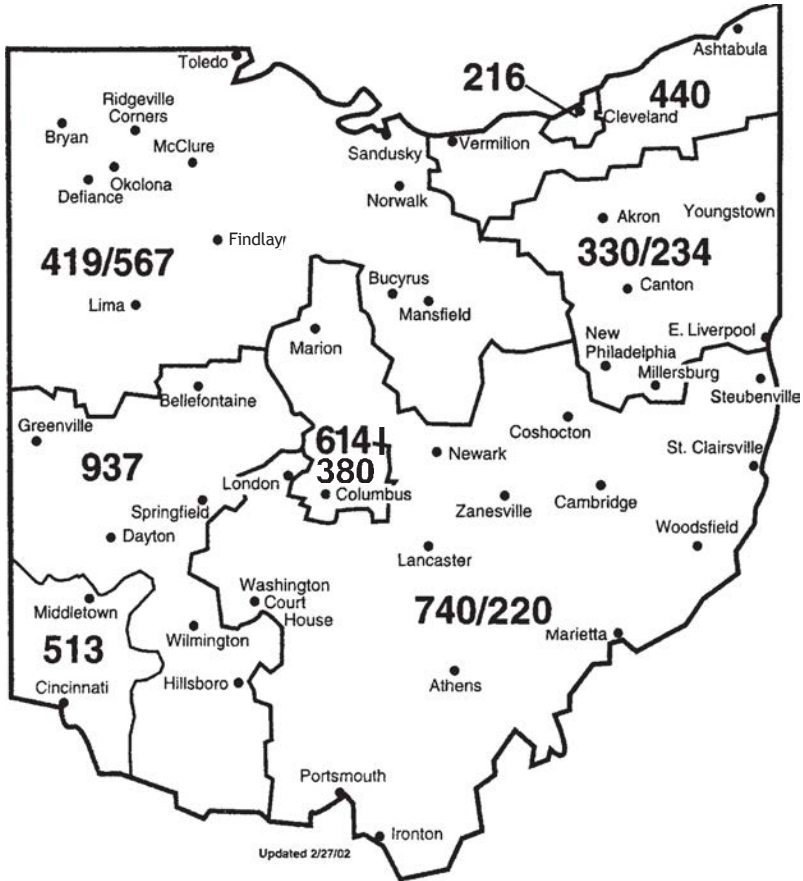 Ashtabula
Toledo
216
440
Ridgeville
Corners
Cleveland
Bryan
McClure
Sandusky
Vermilion
Okolona
Defiance
Norwalk
Youngstown
Akron
Findlay
419/567
330/234
Bucyrus
Canton
Lima
Mansfield
New
Philadelphia
E. Liverpool
Marion
Millersburg
Bellefontaine
Steubenville
Greenville
Coshocton
614
380
937
Newark
St. Clairsville
London
Columbus
Cambridge
Springfield
Zanesville
Woodsfield
Dayton
Lancaster
Washington
Court
House
Middletown
740/220
Wilmington
Marietta
513
Cincinnati
Hillsboro
Athens
Portsmouth
Ironton
Updated 2/27/02